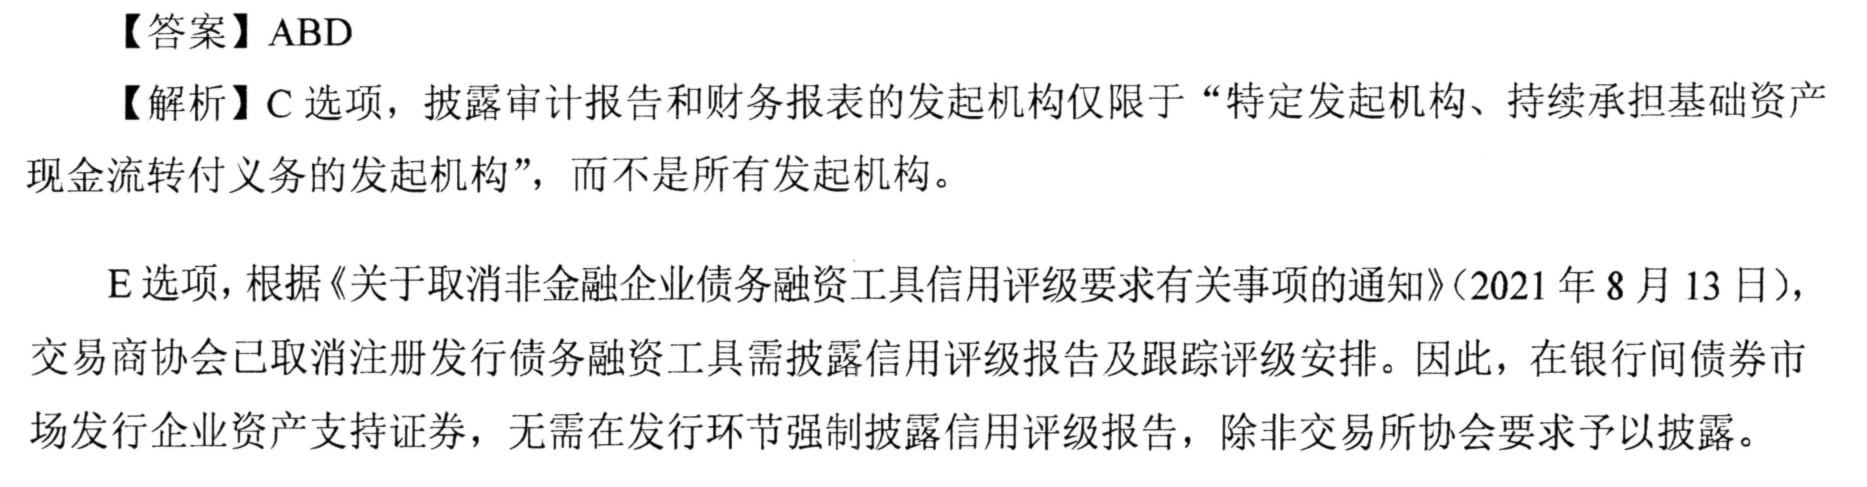 【答案】ABD
【解析】C 选项，披露审计报告和财务报表的发起机构仅限于“特定发起机构、持续承担基础资产
现金流转付义务的发起机构”，而不是所有发起机构。
E 选项，根据《关于取消非金融企业债务融资工具信用评级要求有关事项的通知》（2021 年 8 月 13 日），
交易商协会已取消注册发行债务融资工具需披露信用评级报告及跟踪评级安排。因此，在银行间债券市
场发行企业资产支持证券，无需在发行环节强制披露信用评级报告，除非交易所协会要求予以披露。